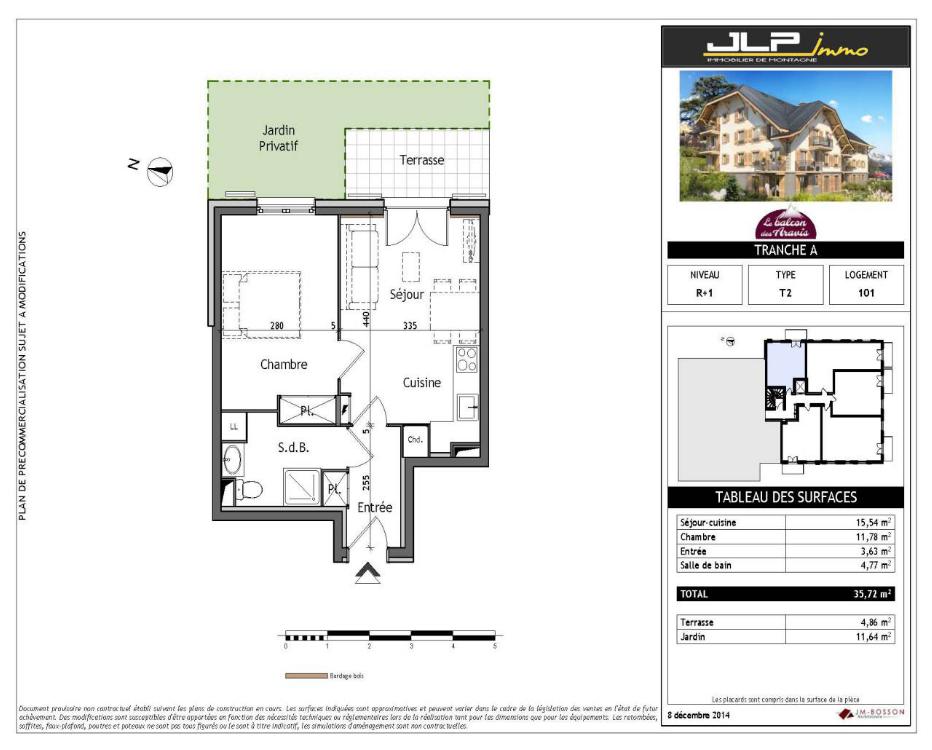 JLP immo
IMMOBILIER DE MONTAGNE
Le balcon
des Aravis
TRANCHE A
NIVEAU
R+1
TYPE
T2
LOGEMENT
101
PLAN DE PRECOMMERCIALISATION SUJET A MODIFICATIONS
N
Jardin
Privatif
Terrasse
Séjour
440
280
5
335
Chambre
Cuisine
Pl.
LL
S.d.B.
5
Chd.
Pl.
255
Entrée
0 1 2 3 4 5
Bardage bois
N
TABLEAU DES SURFACES
Séjour-cuisine 15,54 m²
Chambre 11,78 m²
Entrée 3,63 m²
Salle de bain 4,77 m²
TOTAL 35,72 m²
Terrasse 4,86 m²
Jardin 11,64 m²
Les placards sont compris dans la surface de la pièce
8 décembre 2014
JM-BOSSON
Document provisoire non contractuel établi suivant les plans de construction en cours. Les surfaces indiquées sont approximatives et peuvent varier dans le cadre de la législation des ventes en l'état de futur
achèvement. Des modifications sont susceptibles d'être apportées en fonction des nécessités techniques ou réglementaires lors de la réalisation tant pour les dimensions que pour les équipements. Les retombées,
soffites, faux-plafond, poutres et poteaux ne sont pas tous figurés ou le sont à titre indicatif, les simulations d'aménagement sont non contractuelles.